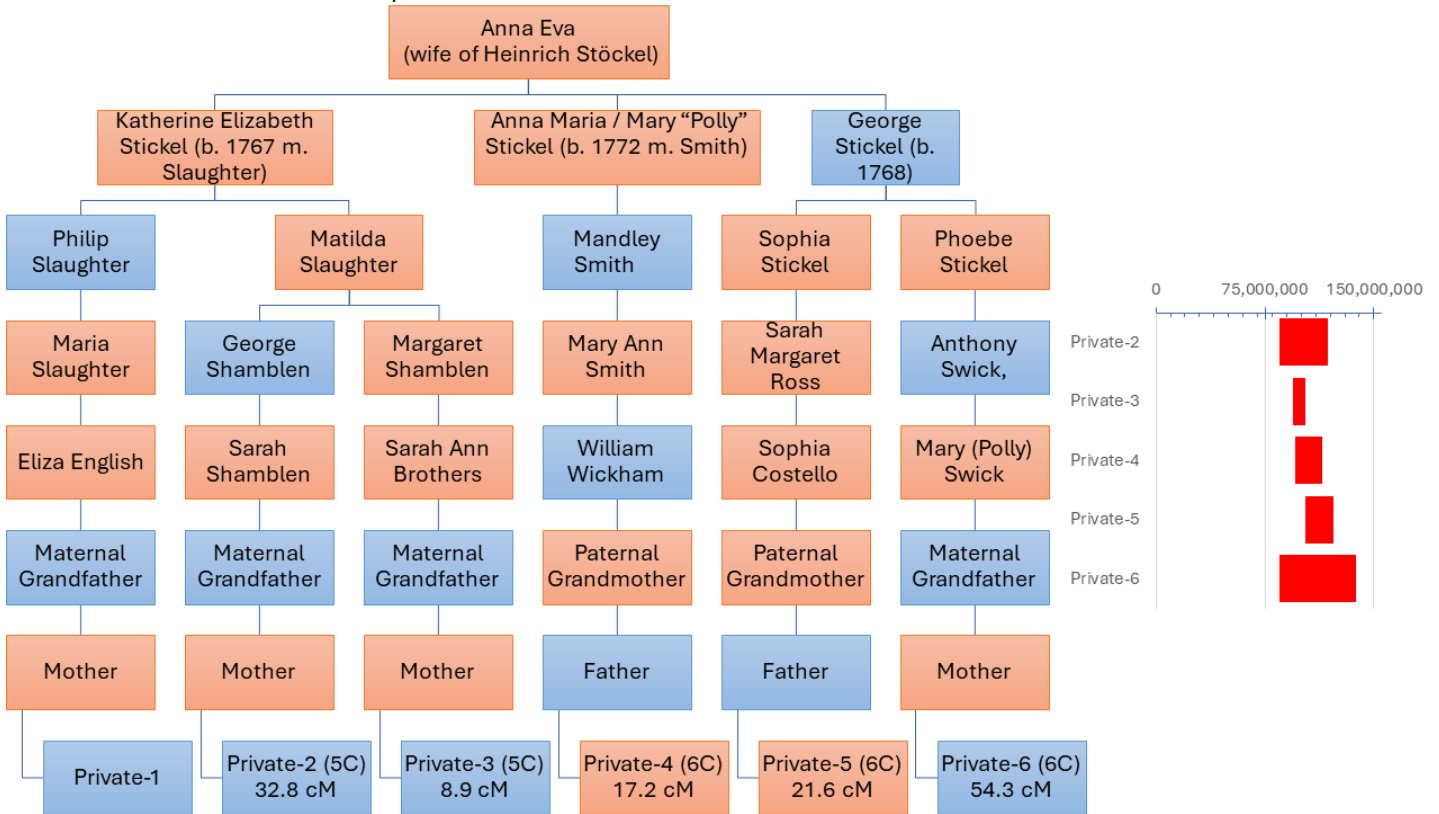 Anna Eva
(wife of Heinrich Stöckel)
Katherine Elizabeth
Stickel (b. 1767 m.
Slaughter)
Anna Maria / Mary “Polly”
Stickel (b. 1772 m. Smith)
George
Stickel (b.
1768)
Philip
Slaughter
Matilda
Slaughter
Mandley
Smith
Sophia
Stickel
Phoebe
Stickel
Maria
Slaughter
George
Shamblen
Margaret
Shamblen
Mary Ann
Smith
Sarah
Margaret
Ross
Anthony
Swick,
Eliza English
Sarah
Shamblen
Sarah Ann
Brothers
William
Wickham
Sophia
Costello
Mary (Polly)
Swick
Maternal
Grandfather
Maternal
Grandfather
Maternal
Grandfather
Paternal
Grandmother
Paternal
Grandmother
Maternal
Grandfather
Mother
Mother
Mother
Father
Father
Mother
Private-1
Private-2 (5C)
32.8 cM
Private-3 (5C)
8.9 cM
Private-4 (6C)
17.2 cM
Private-5 (6C)
21.6 cM
Private-6 (6C)
54.3 cM
0 75,000,000 150,000,000
Private-2
Private-3
Private-4
Private-5
Private-6